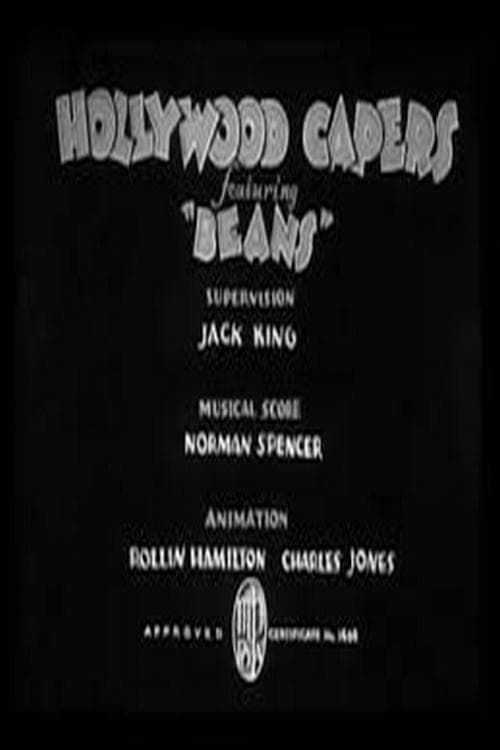 HOLLYWOOD CAPERS
featuring
"BEANS"
SUPERVISION
JACK KING
MUSICAL SCORE
NORMAN SPENCER
ANIMATION
ROLLIN HAMILTON CHARLES JONES
APPROVED CERTIFICATE No.